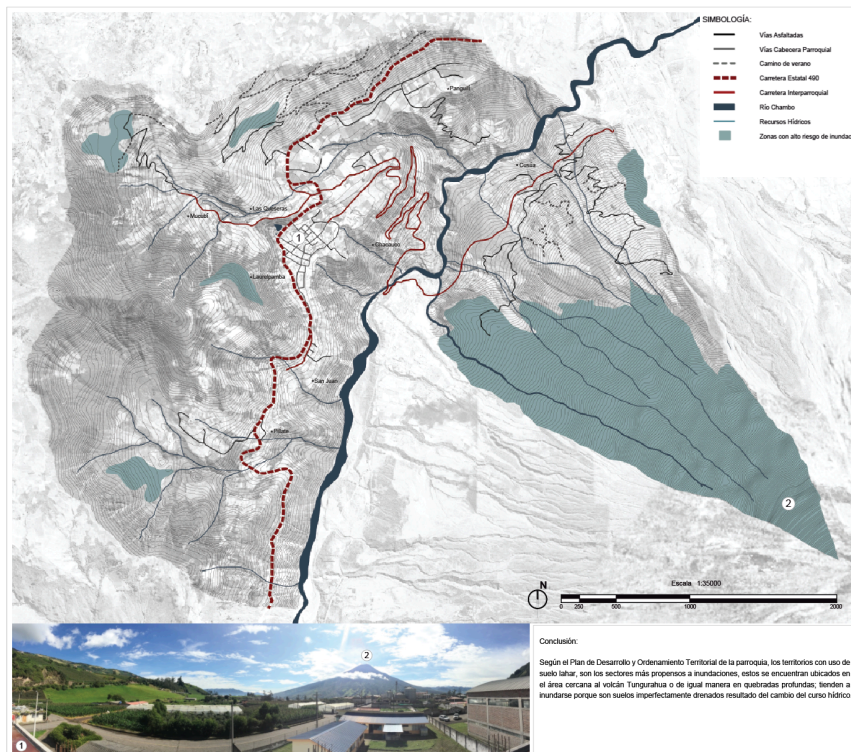 SIMBOLOGÍA:
Vías Asfaltadas
Vías Cabecera Parroquial
Camino de verano
Carretera Estatal 490
Carretera Interparroquial
Río Chambo
Recursos Hídricos
Zonas con alto riesgo de inundac
Panguil
Cusúa
Las Queseras
Mucubí
1
Chacauco
Laurelpamba
San Juan
Pillate
2
Escala 1:35000
N
0 250 500 1000 2000
2
1
Conclusión:
Según el Plan de Desarrollo y Ordenamiento Territorial de la parroquia, los territorios con uso de
suelo lahar, son los sectores más propensos a inundaciones, estos se encuentran ubicados en
el área cercana al volcán Tungurahua o de igual manera en quebradas profundas; tienden a
inundarse porque son suelos imperfectamente drenados resultado del cambio del curso hídrico